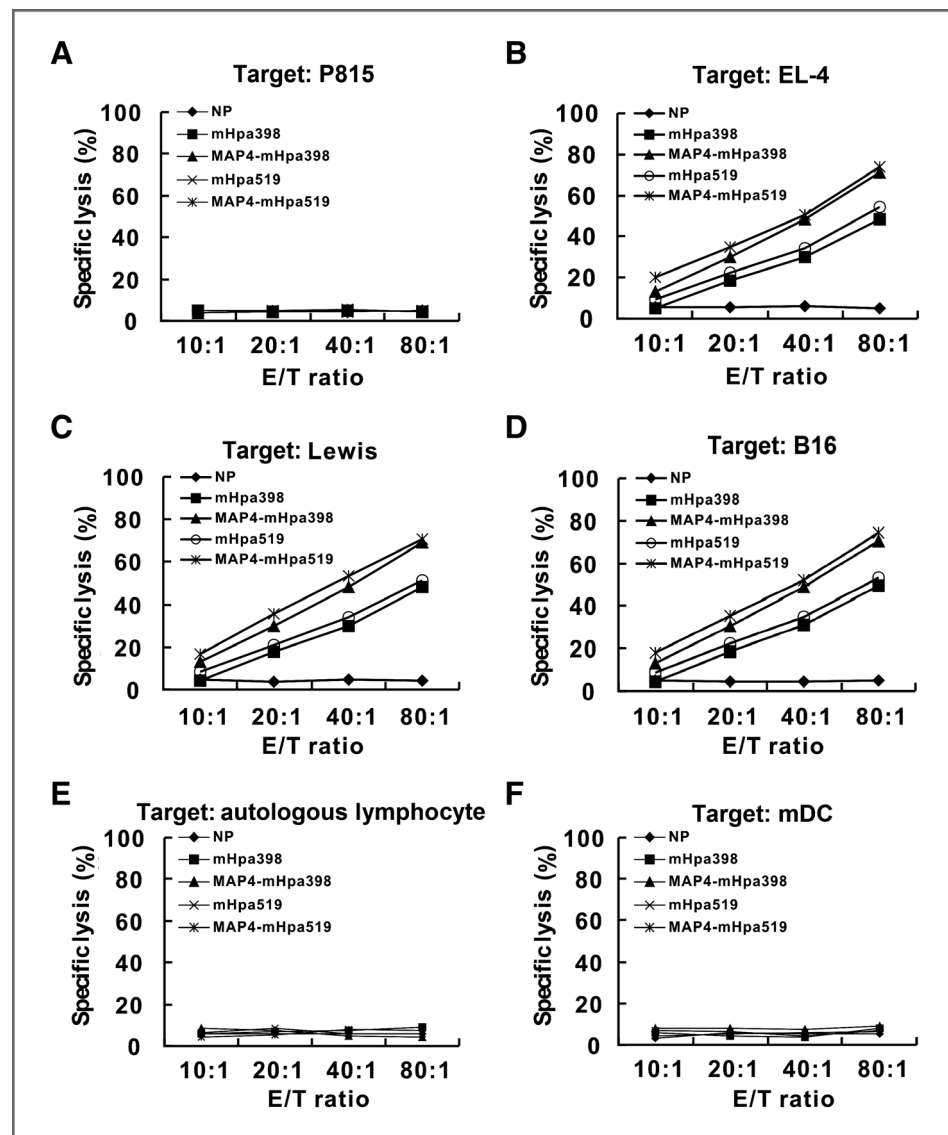 A
Target: P815
Specific lysis (%)
100
80
60
40
20
0
NP
mHpa398
MAP4-mHpa398
mHpa519
MAP4-mHpa519
10:1 20:1 40:1 80:1
E/T ratio
B
Target: EL-4
Specific lysis (%)
100
80
60
40
20
0
NP
mHpa398
MAP4-mHpa398
mHpa519
MAP4-mHpa519
10:1 20:1 40:1 80:1
E/T ratio
C
Target: Lewis
Specific lysis (%)
100
80
60
40
20
0
NP
mHpa398
MAP4-mHpa398
mHpa519
MAP4-mHpa519
10:1 20:1 40:1 80:1
E/T ratio
D
Target: B16
Specific lysis (%)
100
80
60
40
20
0
NP
mHpa398
MAP4-mHpa398
mHpa519
MAP4-mHpa519
10:1 20:1 40:1 80:1
E/T ratio
E
Target: autologous lymphocyte
Specific lysis (%)
100
80
60
40
20
0
NP
mHpa398
MAP4-mHpa398
mHpa519
MAP4-mHpa519
10:1 20:1 40:1 80:1
E/T ratio
F
Target: mDC
Specific lysis (%)
100
80
60
40
20
0
NP
mHpa398
MAP4-mHpa398
mHpa519
MAP4-mHpa519
10:1 20:1 40:1 80:1
E/T ratio